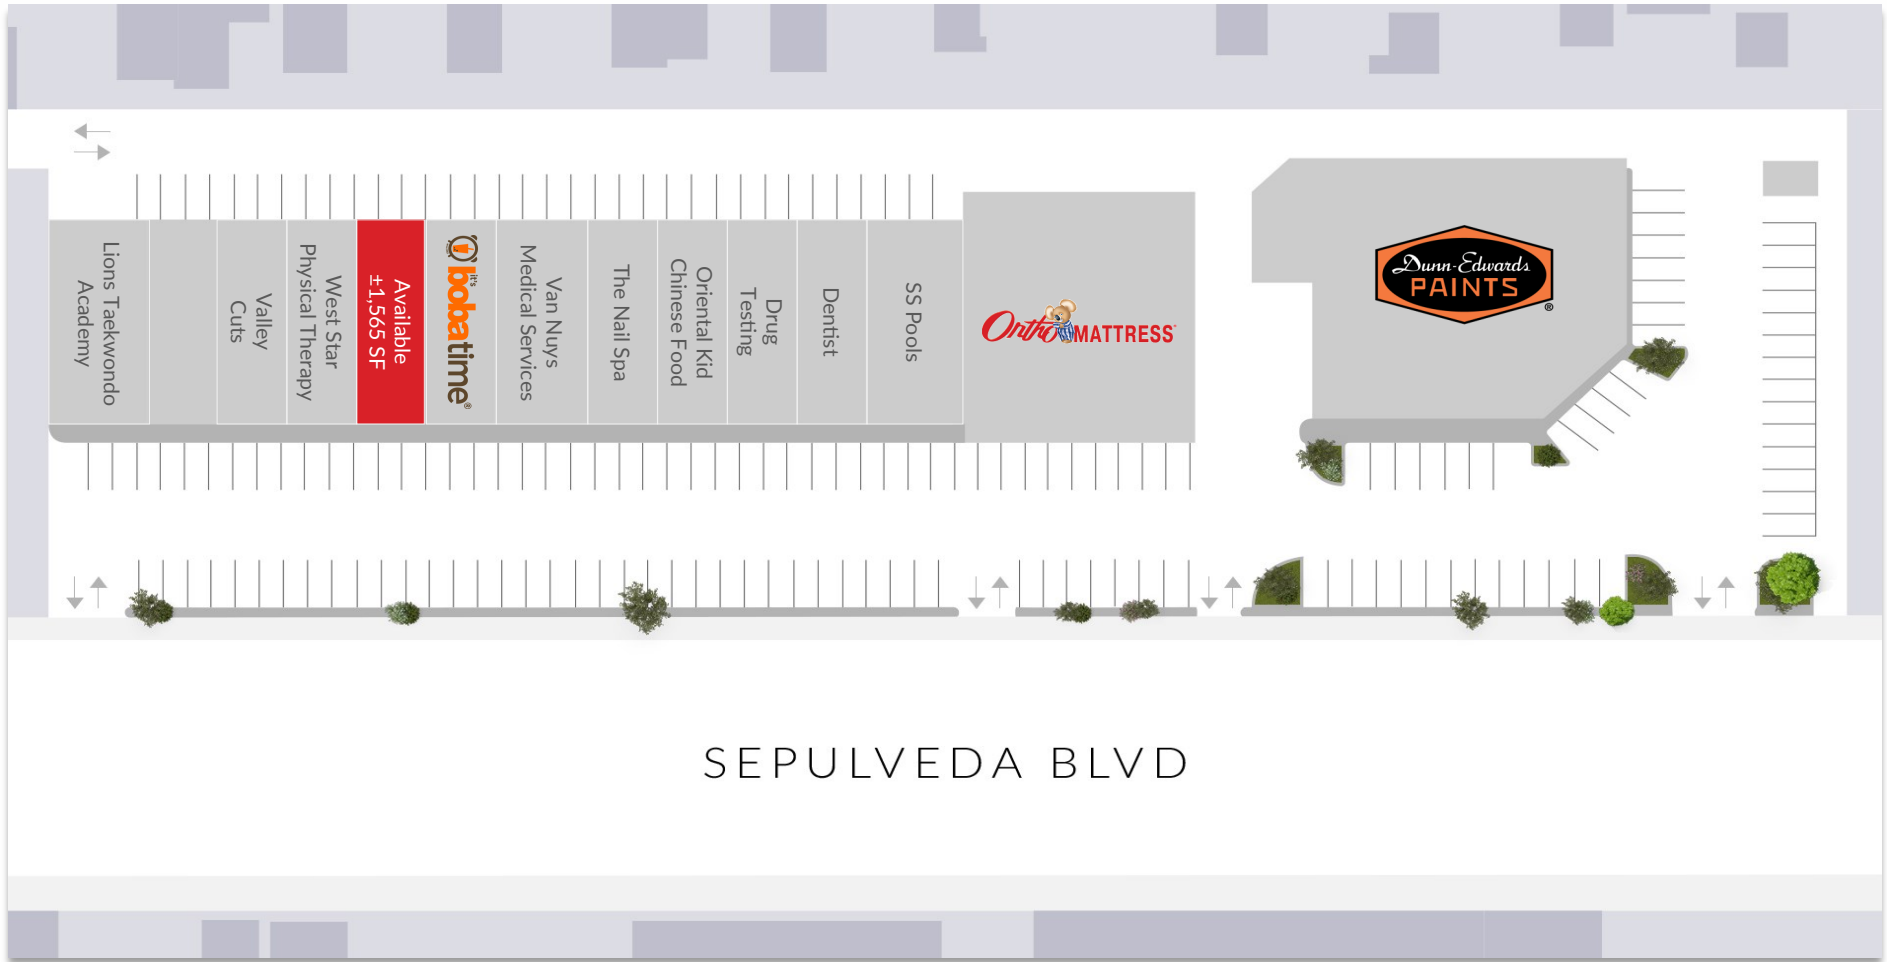 Lions Taekwondo
Academy
Valley
Cuts
West Star
Physical Therapy
Available
±1,565 SF
it's
bobatime®
Van Nuys
Medical Services
The Nail Spa
Oriental Kid
Chinese Food
Drug
Testing
Dentist
SS Pools
Ortho MATTRESS
Dunn-Edwards
PAINTS
®
SEPULVEDA BLVD